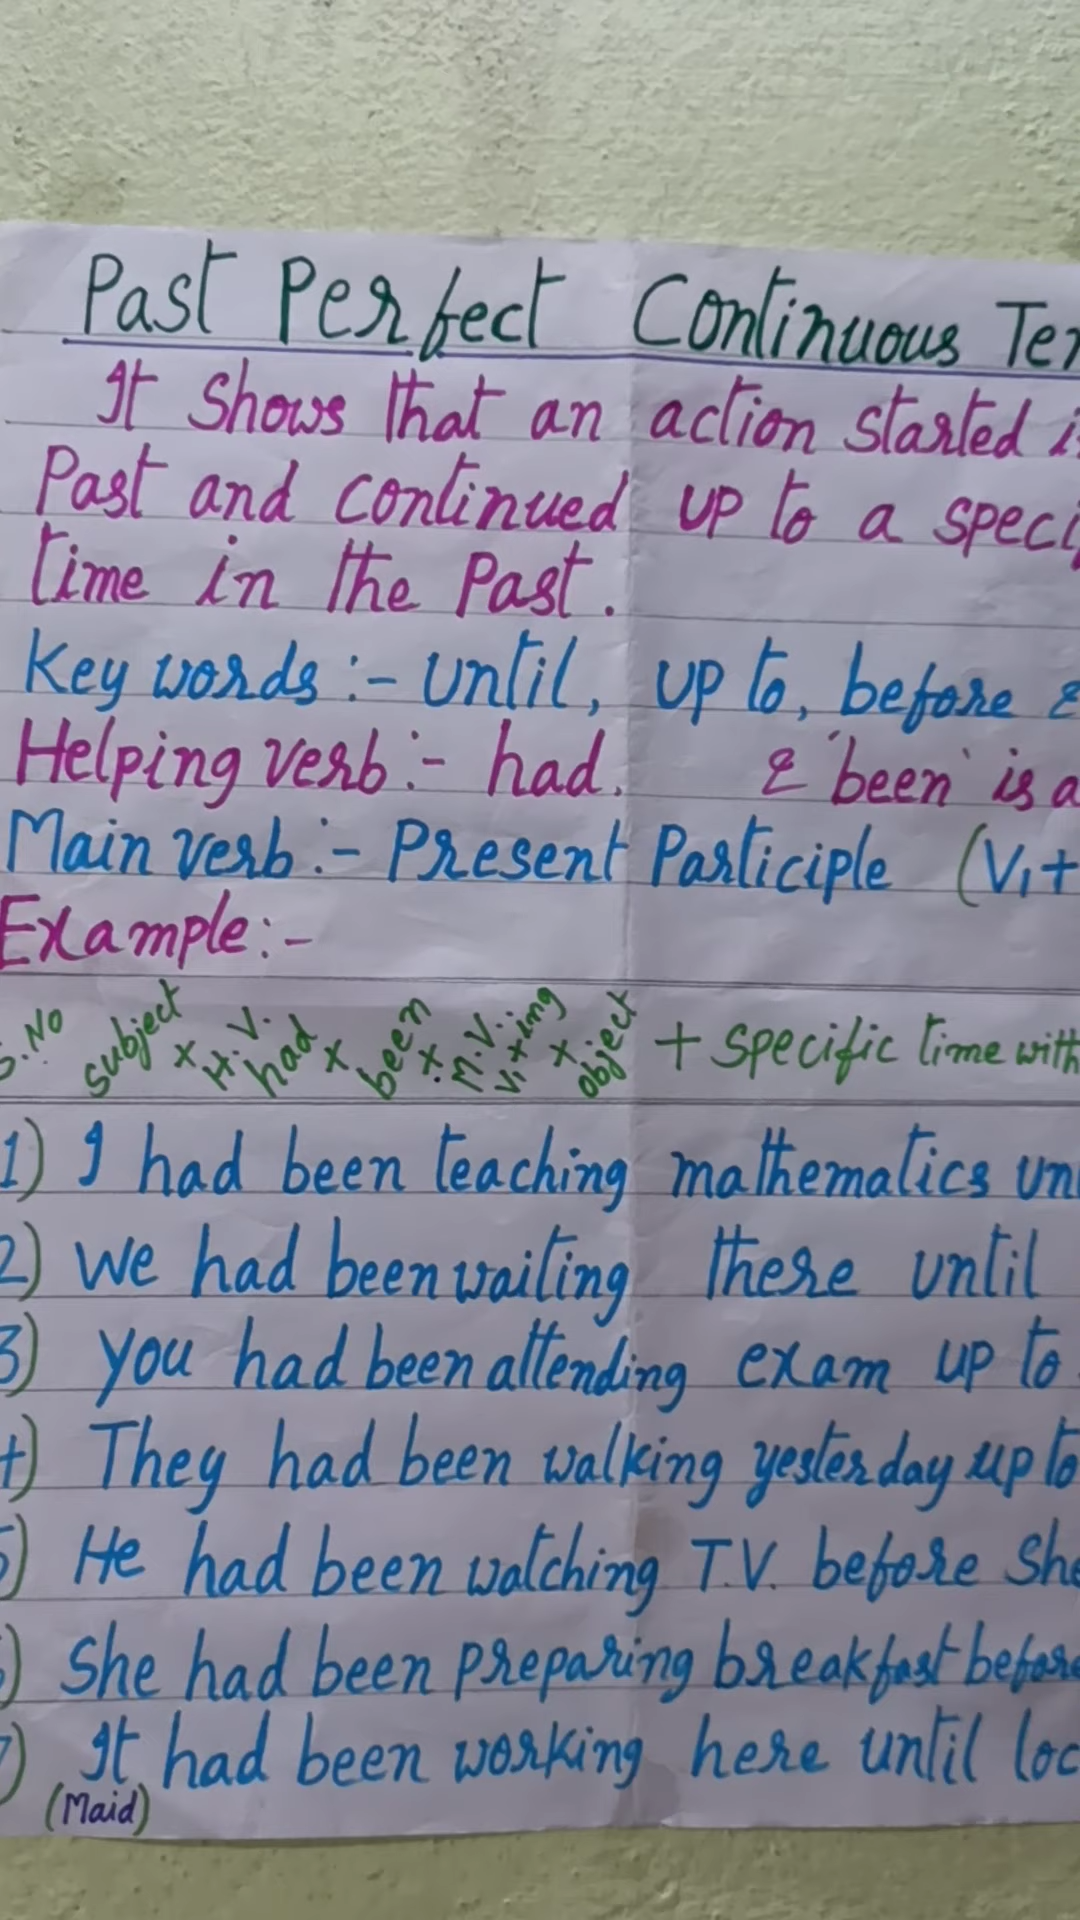 Past Perfect Continuous Ten
It shows that an action started i
Past and continued up to a speci
time in the Past.
Key words :- until, up to, before &
Helping verb :- had. & 'been' is a
Main verb :- Present Participle (V1+
Example :-
S.No subject x H.V. had x been x M.V. V1+ing x object + specific time with
1) I had been teaching mathematics un
2) We had been waiting there until
3) you had been attending exam up to
4) They had been walking yesterday up to
5) He had been watching T.V. before she
6) She had been preparing breakfast before
7) It had been working here until loc
(Maid)